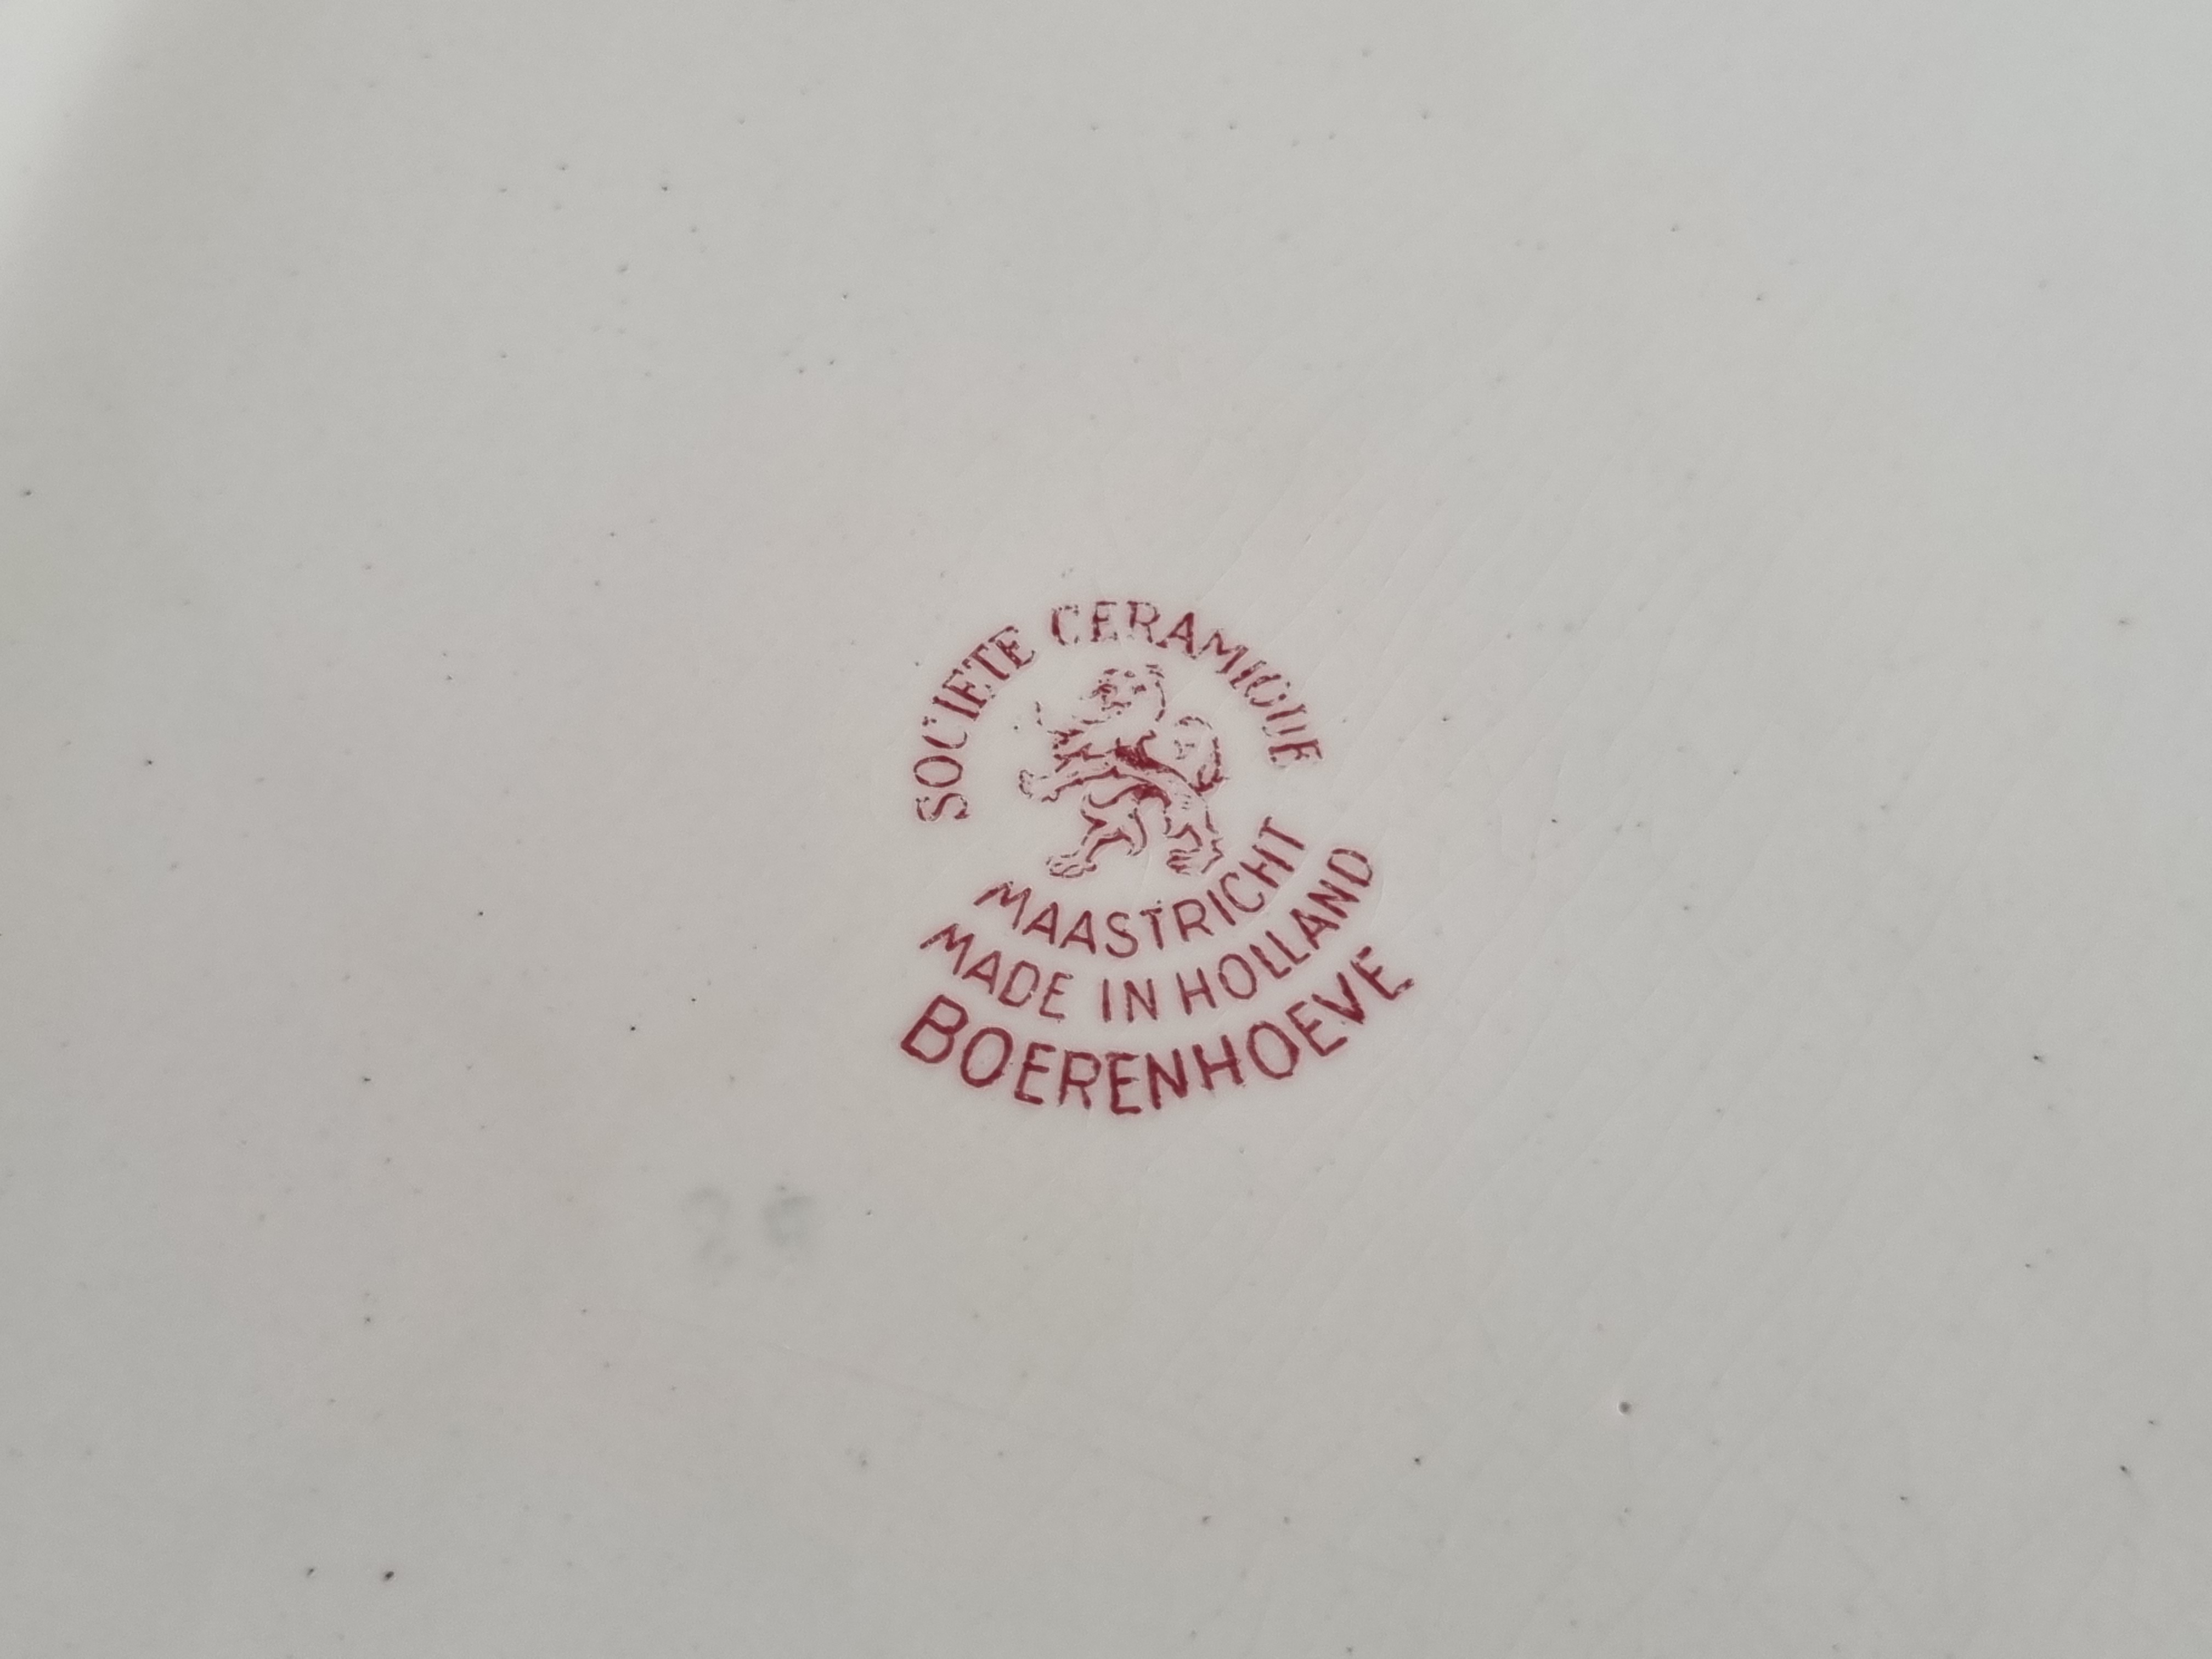 SOCIETE CERAMIQUE
MAASTRICHT
MADE IN HOLLAND
BOERENHOEVE